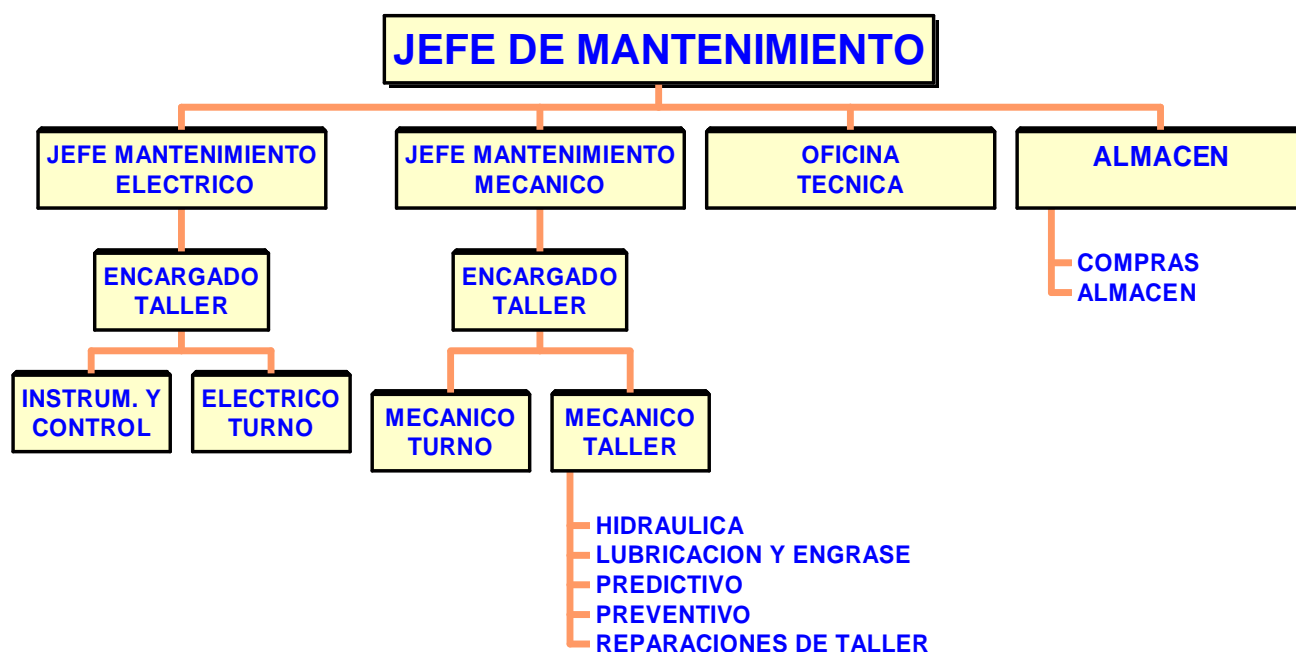 JEFE DE MANTENIMIENTO
JEFE MANTENIMIENTO
ELECTRICO
JEFE MANTENIMIENTO
MECANICO
OFICINA
TECNICA
ALMACEN
ENCARGADO
TALLER
ENCARGADO
TALLER
COMPRAS
ALMACEN
INSTRUM. Y
CONTROL
ELECTRICO
TURNO
MECANICO
TURNO
MECANICO
TALLER
HIDRAULICA
LUBRICACION Y ENGRASE
PREDICTIVO
PREVENTIVO
REPARACIONES DE TALLER